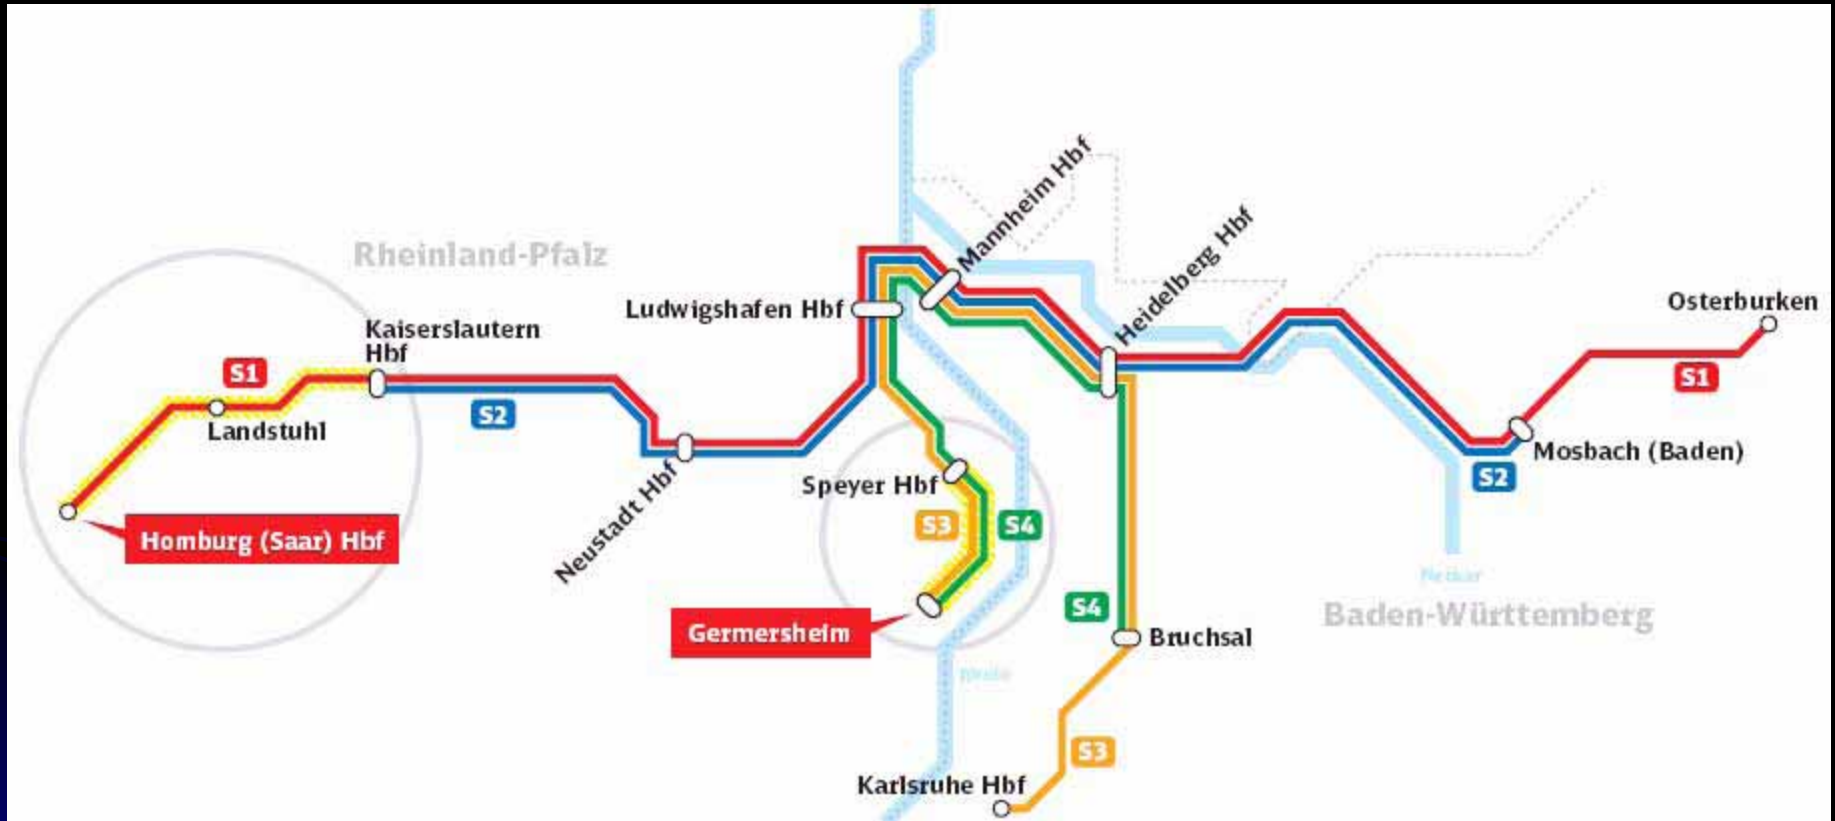 Rheinland-Pfalz
Mannheim Hbf
Heidelberg Hbf
Ludwigshafen Hbf
Osterburken
Kaiserslautern
Hbf
S1
S1
S2
Landstuhl
Mosbach (Baden)
S2
Speyer Hbf
Neustadt Hbf
S3
S4
Homburg (Saar) Hbf
Neckar
S4
Baden-Württemberg
Germersheim
Bruchsal
S3
Karlsruhe Hbf